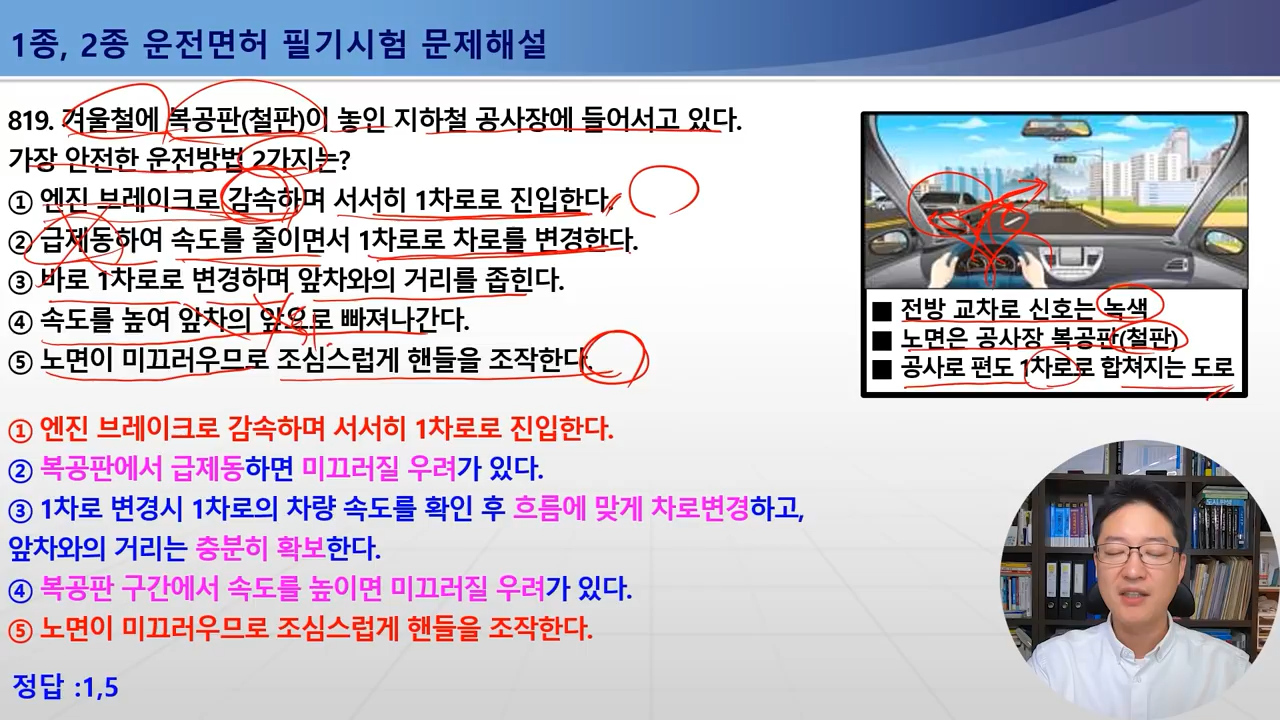 1종, 2종 운전면허 필기시험 문제해설
819. 겨울철에 복공판(철판)이 놓인 지하철 공사장에 들어서고 있다.
가장 안전한 운전방법 2가지는?
① 엔진 브레이크로 감속하며 서서히 1차로로 진입한다.
② 급제동하여 속도를 줄이면서 1차로로 차로를 변경한다.
③ 바로 1차로로 변경하며 앞차와의 거리를 좁힌다.
④ 속도를 높여 앞차의 앞으로 빠져나간다.
⑤ 노면이 미끄러우므로 조심스럽게 핸들을 조작한다.
■ 전방 교차로 신호는 녹색
■ 노면은 공사장 복공판(철판)
■ 공사로 편도 1차로로 합쳐지는 도로
① 엔진 브레이크로 감속하며 서서히 1차로로 진입한다.
② 복공판에서 급제동하면 미끄러질 우려가 있다.
③ 1차로 변경시 1차로의 차량 속도를 확인 후 흐름에 맞게 차로변경하고,
앞차와의 거리는 충분히 확보한다.
④ 복공판 구간에서 속도를 높이면 미끄러질 우려가 있다.
⑤ 노면이 미끄러우므로 조심스럽게 핸들을 조작한다.
정답 :1,5